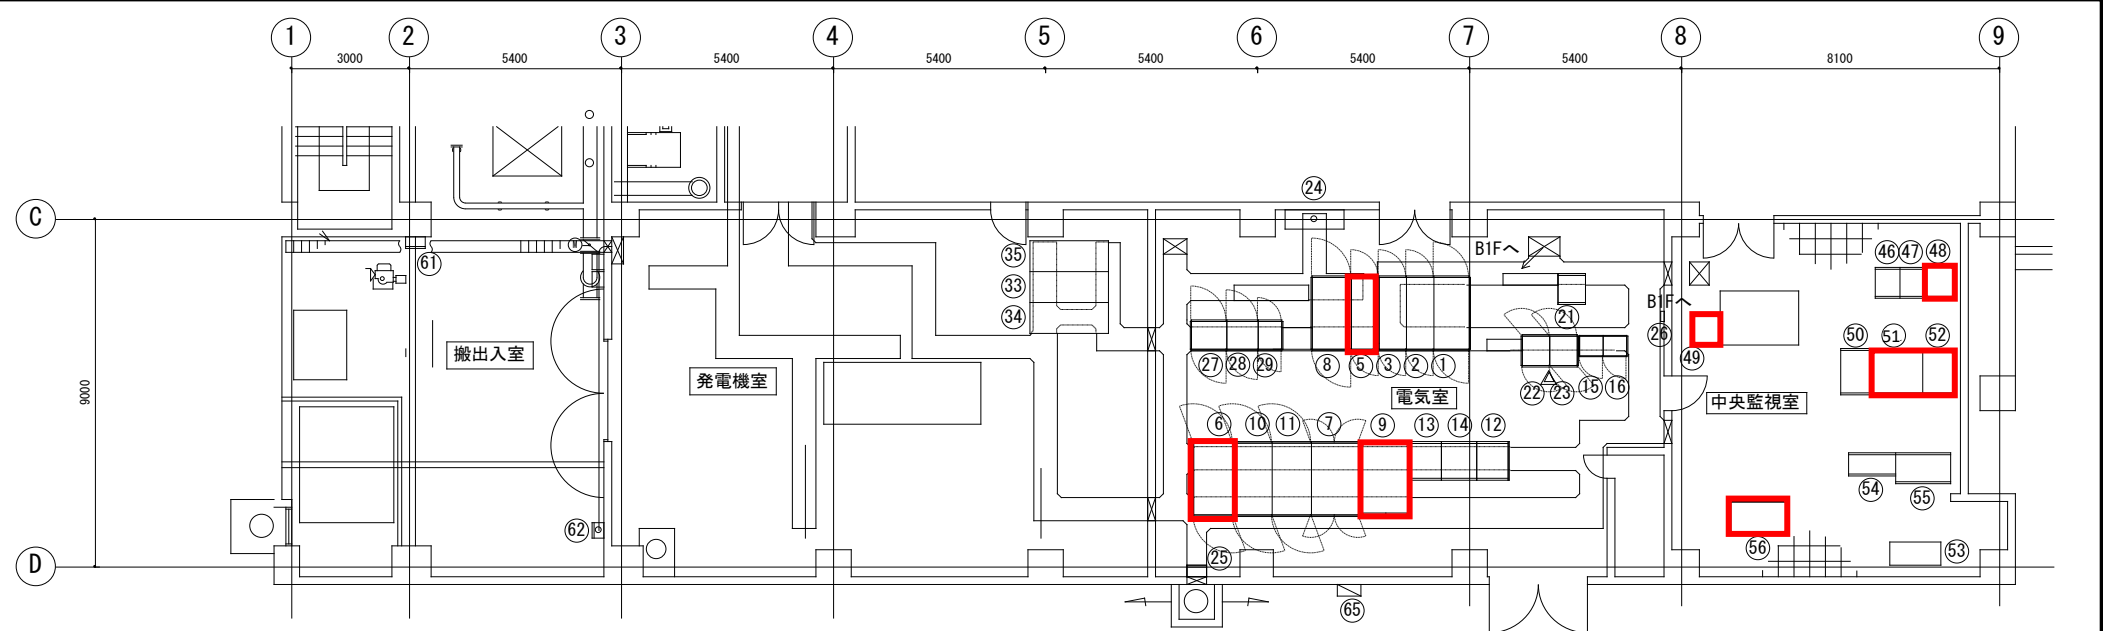 ① ② ③ ④ ⑤ ⑥ ⑦ ⑧ ⑨
3000 5400 5400 5400 5400 5400 5400 8100
㉔
Ⓒ
B1Fへ
㊻ ㊼ ㊽
㉟
㉝
㉞
61
B1Fへ
㉑
㉖
㊾
㊿ 51 52
㉗ ㉘ ㉙ ⑧ ⑤ ③ ② ①
㉒ ㉓ ⑮ ⑯
搬出入室
発電機室
電気室
中央監視室
9000
⑥ ⑩ ⑪ ⑦ ⑨ ⑬ ⑭ ⑫
54 55
62
㉕
56
53
Ⓓ
65
M